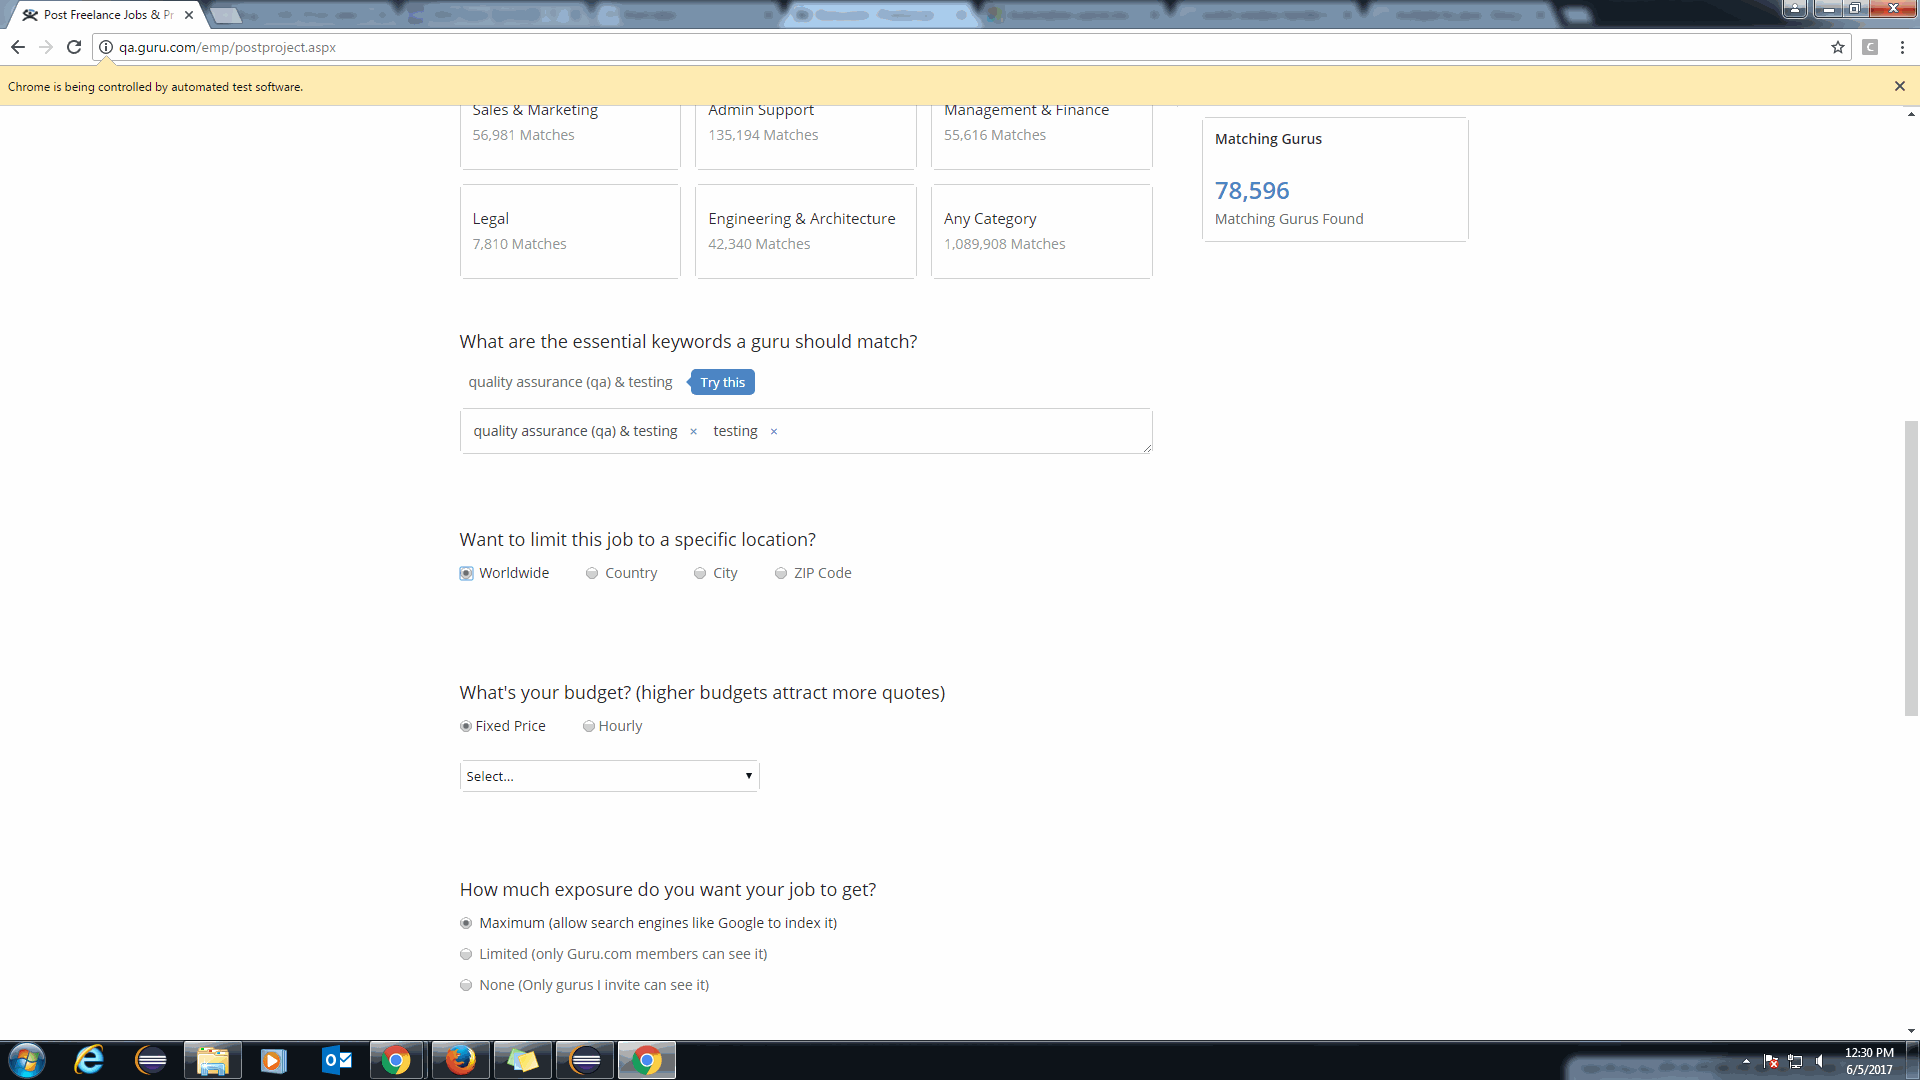 Post Freelance Jobs & Pr
qa.guru.com/emp/postproject.aspx
C
Chrome is being controlled by automated test software.
Sales & Marketing
56,981 Matches
Admin Support
135,194 Matches
Management & Finance
55,616 Matches
Matching Gurus
78,596
Matching Gurus Found
Legal
7,810 Matches
Engineering & Architecture
42,340 Matches
Any Category
1,089,908 Matches
What are the essential keywords a guru should match?
quality assurance (qa) & testing Try this
quality assurance (qa) & testing × testing ×
Want to limit this job to a specific location?
Worldwide Country City ZIP Code
What's your budget? (higher budgets attract more quotes)
Fixed Price Hourly
Select...
How much exposure do you want your job to get?
Maximum (allow search engines like Google to index it)
Limited (only Guru.com members can see it)
None (Only gurus I invite can see it)
12:30 PM
6/5/2017